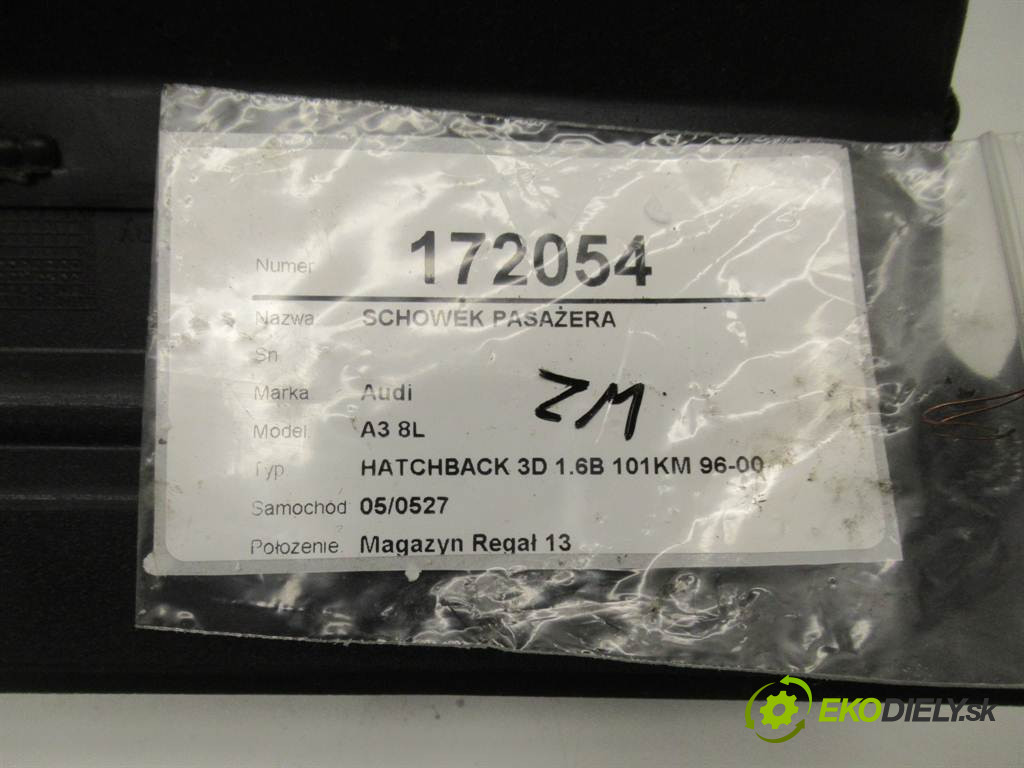 Numer 172054
Nazwa SCHOWEK PASAŻERA
Sn
Marka Audi
Model A3 8L
Typ HATCHBACK 3D 1.6B 101KM 96-00
Samochód 05/0527
Położenie Magazyn Regał 13
ZM
EKODIELY.sk